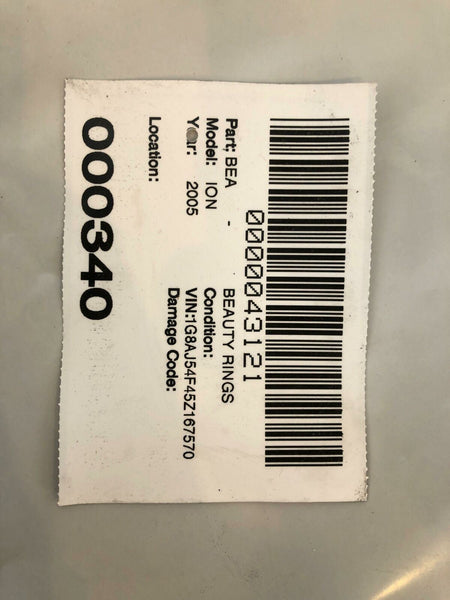 0000043121
Part: BEA - BEAUTY RINGS
Model: ION Condition:
Year: 2005 VIN:1G8AJ54F45Z167570
Damage Code:
Location:
000340